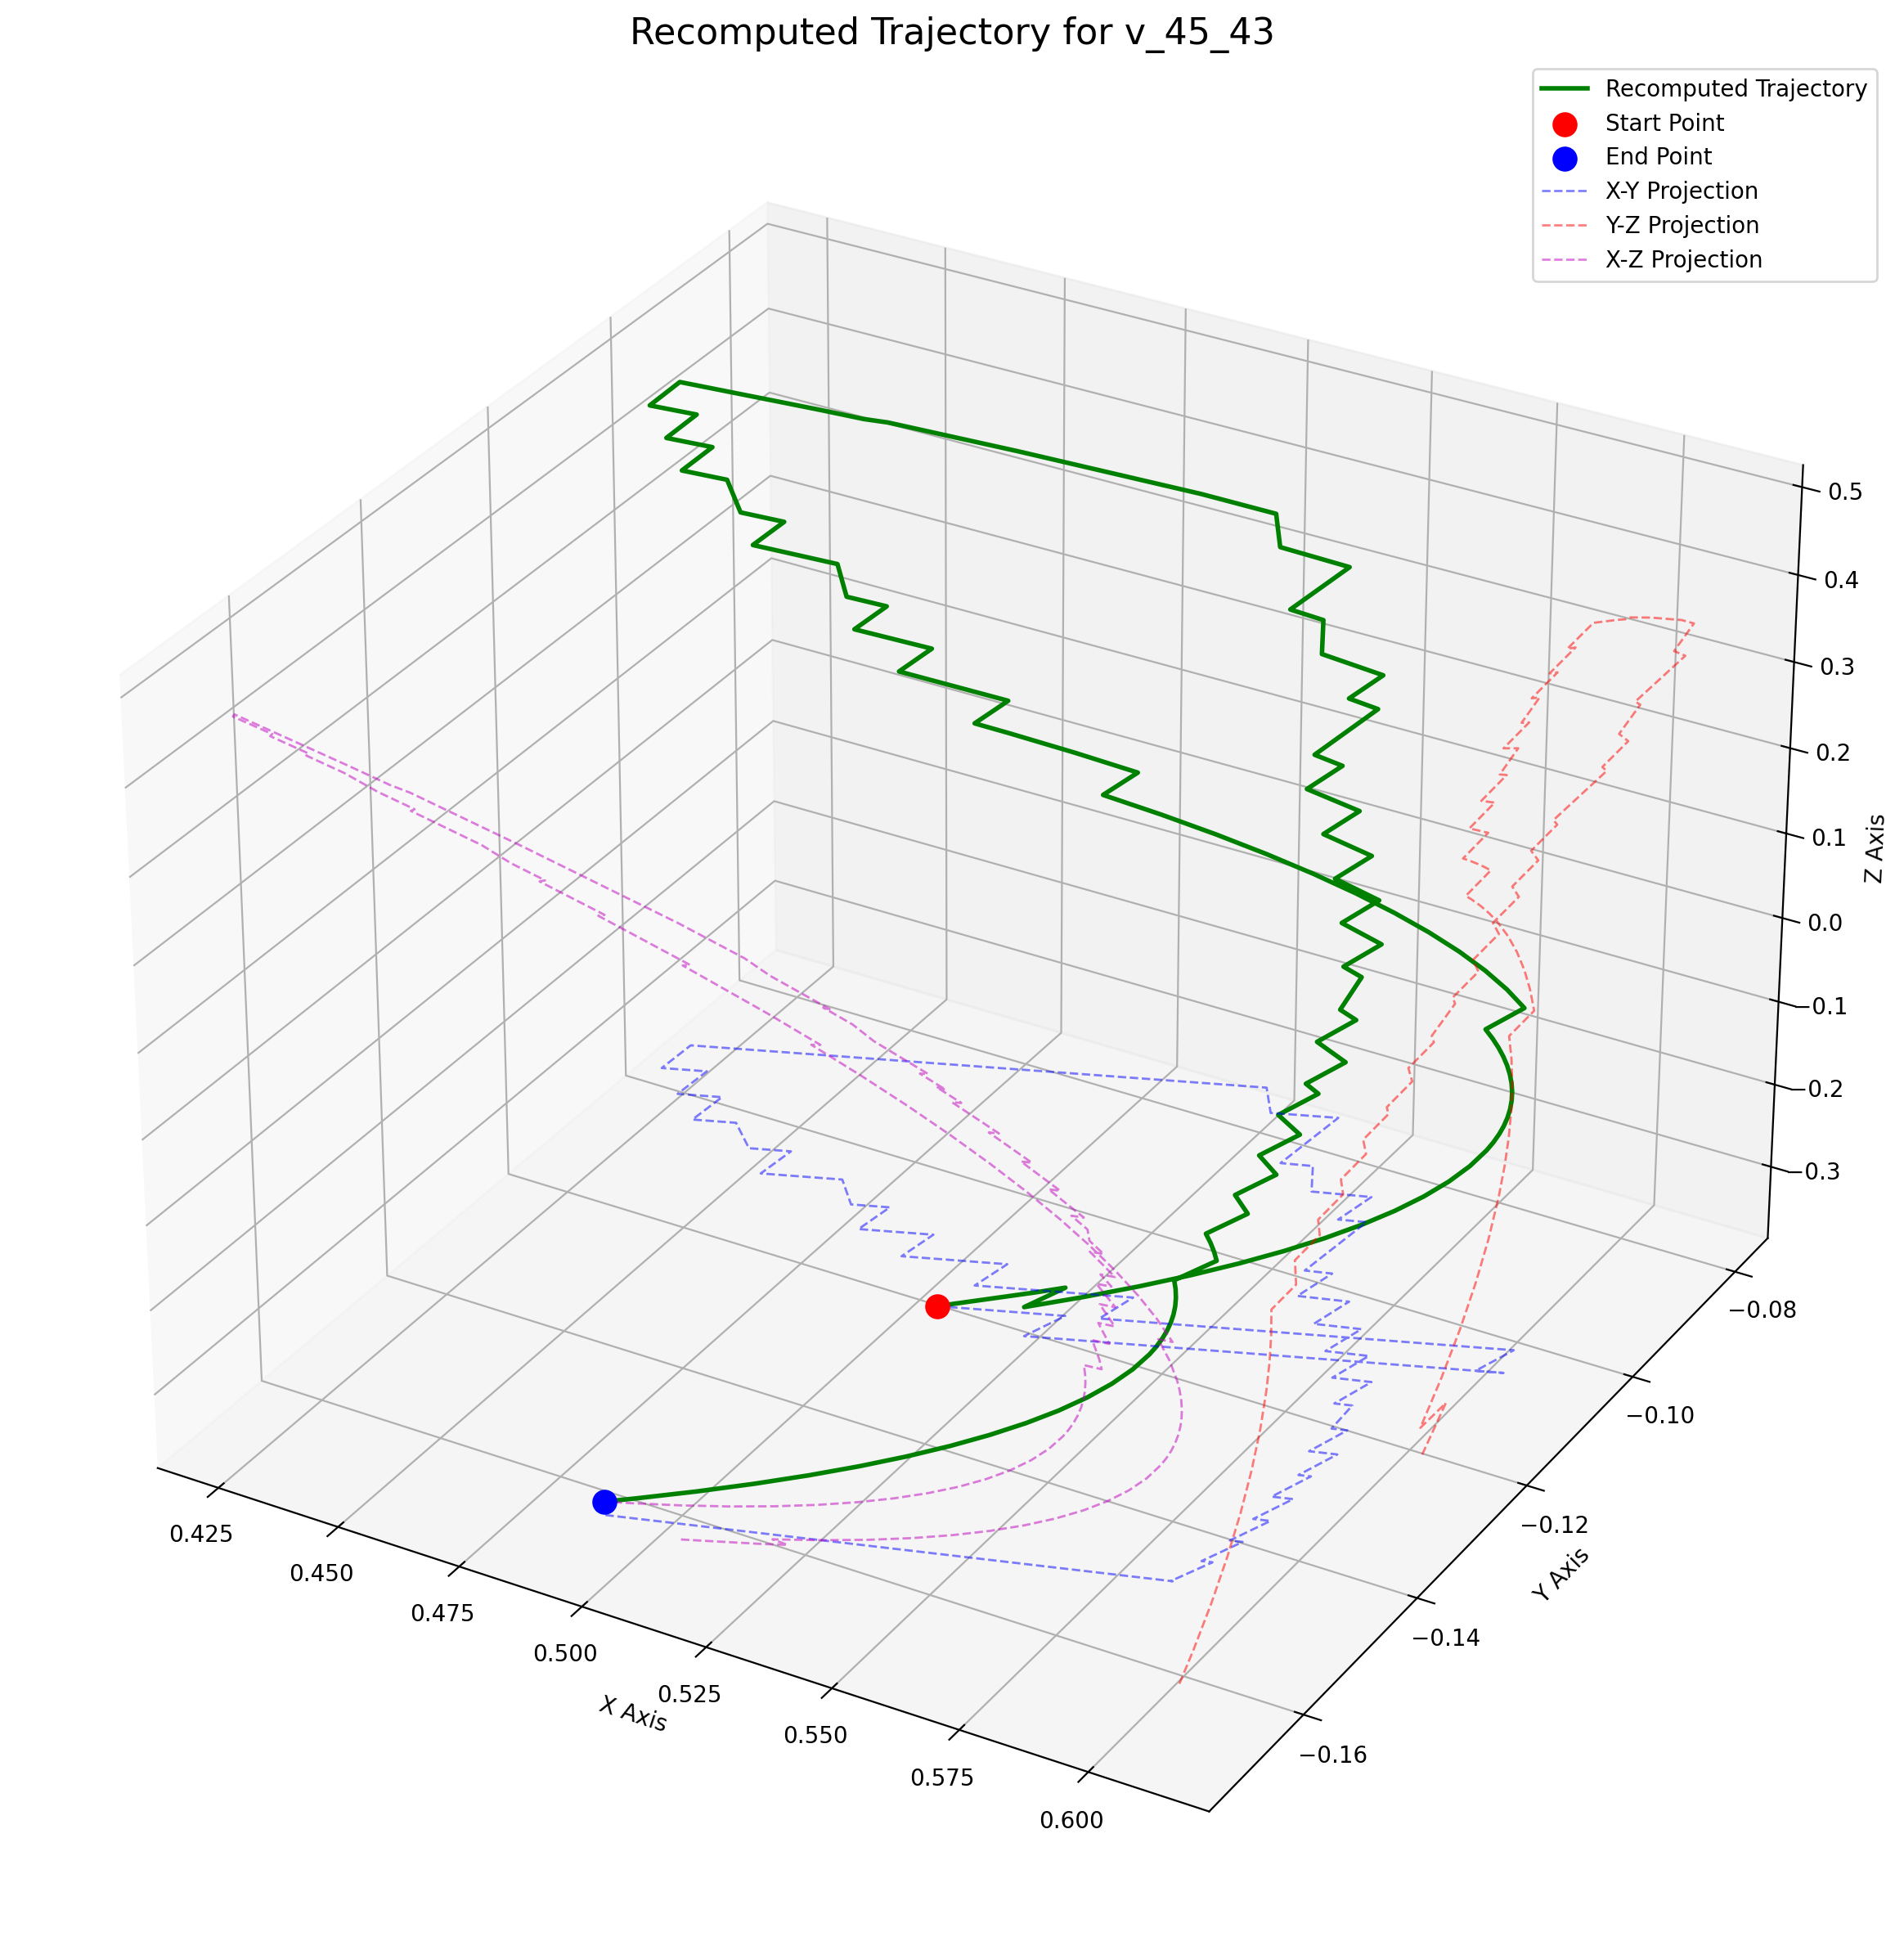 Recomputed Trajectory for v_45_43
Recomputed Trajectory
Start Point
End Point
X-Y Projection
Y-Z Projection
X-Z Projection
0.5
0.4
0.3
0.2
0.1
0.0
−0.1
−0.2
−0.3
Z Axis
−0.08
−0.10
−0.12
−0.14
−0.16
Y Axis
0.425
0.450
0.475
0.500
0.525
0.550
0.575
0.600
X Axis